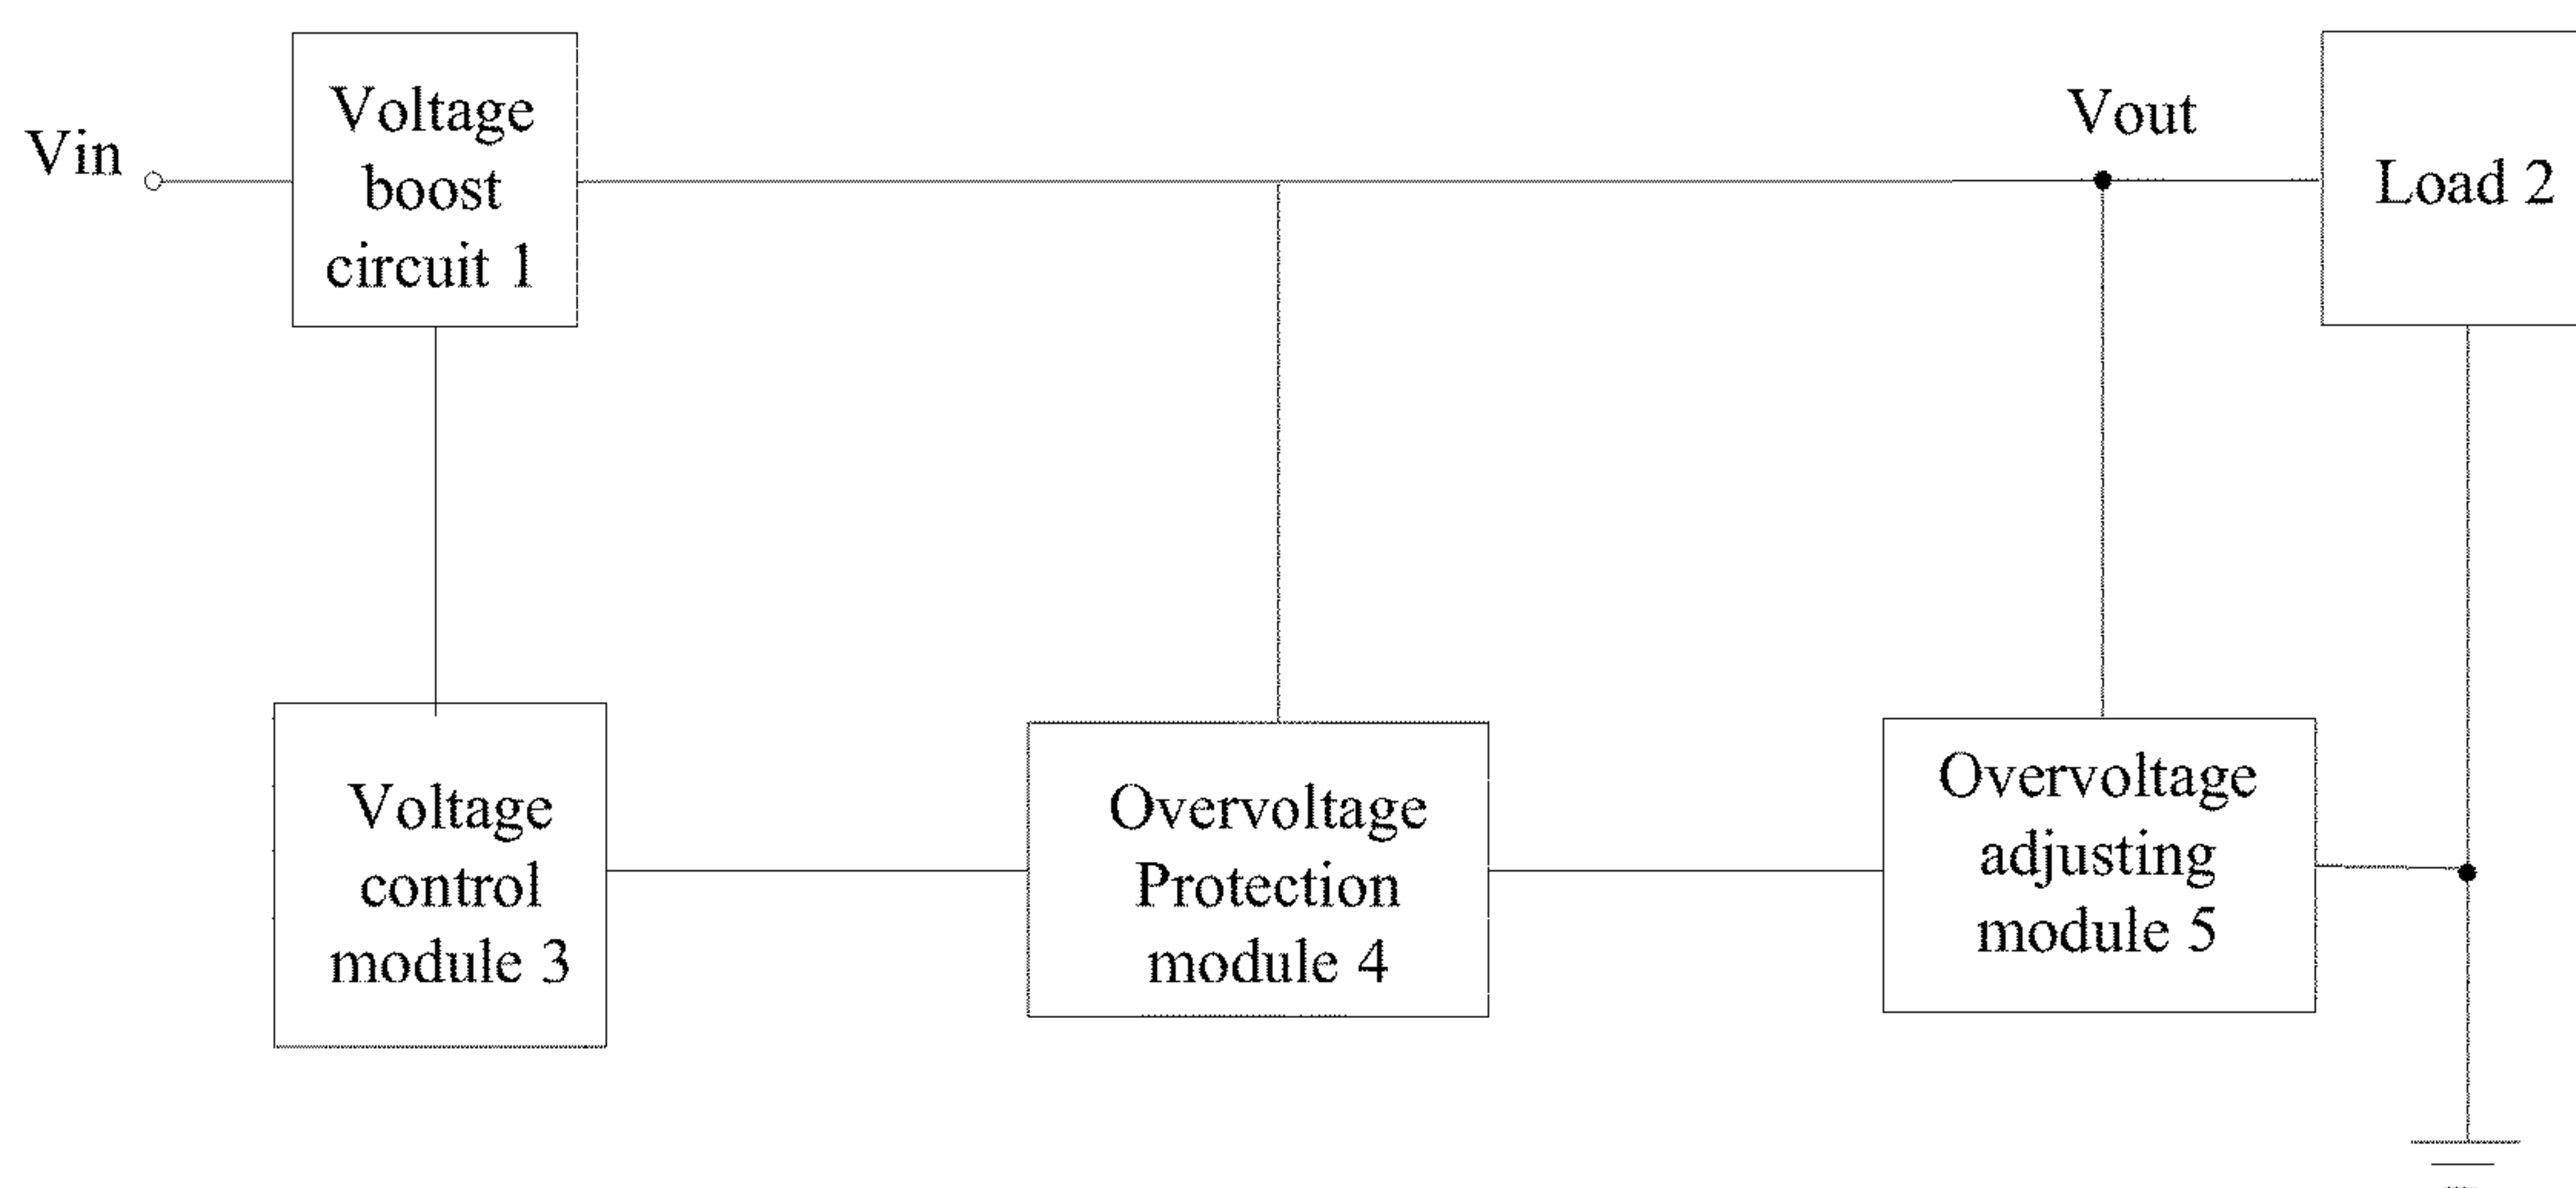 Vin
Voltage
boost
circuit 1
Vout
Load 2
Voltage
control
module 3
Overvoltage
Protection
module 4
Overvoltage
adjusting
module 5